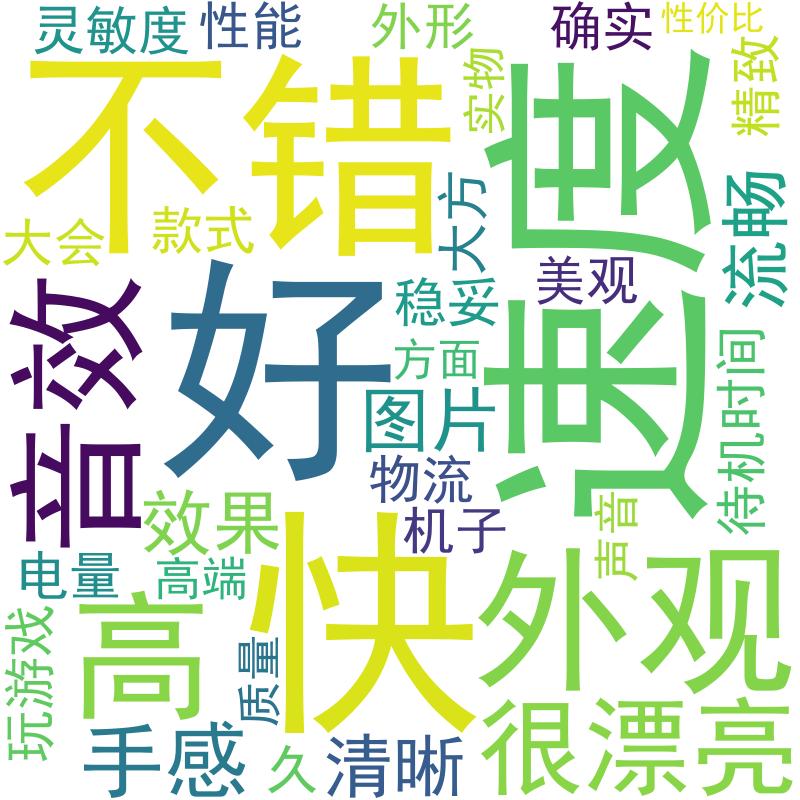 灵敏度
性能
外形
确实
性价比
不错
实物
速度
精致
大会
款式
大方
流畅
音效
好
稳妥
美观
方面
图片
待机时间
物流
效果
机子
声音
电量
高端
快
外观
玩游戏
高
质量
手感
久
清晰
很漂亮